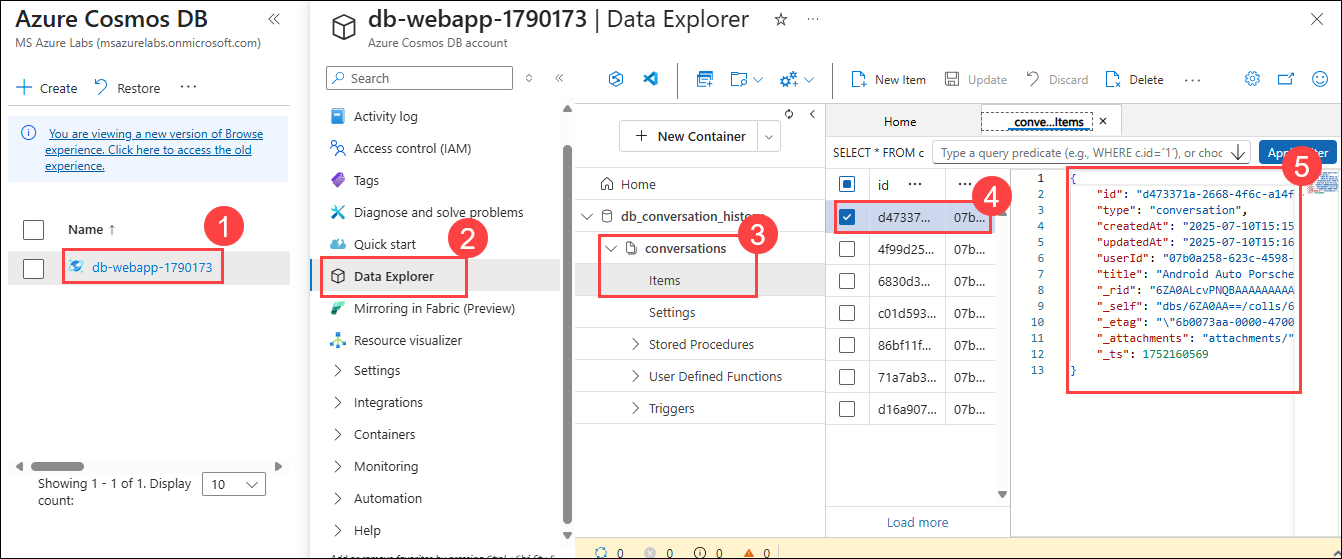 Azure Cosmos DB
MS Azure Labs (msazurelabs.onmicrosoft.com)
Create
Restore
You are viewing a new version of Browse
experience. Click here to access the old
experience.
Name ↑
1
db-webapp-1790173
Showing 1 - 1 of 1. Display
count:
10
db-webapp-1790173 | Data Explorer
Azure Cosmos DB account
Search
Activity log
Access control (IAM)
Tags
Diagnose and solve problems
Quick start
2
Data Explorer
Mirroring in Fabric (Preview)
Resource visualizer
Settings
Integrations
Containers
Monitoring
Automation
Help
New Item
Update
Discard
Delete
+ New Container
Home
db_conversation_histo
3
conversations
Items
Settings
Stored Procedures
User Defined Functions
Triggers
Home
conve...Items
SELECT * FROM c
Type a query predicate (e.g., WHERE c.id=´1´), or choo
5
id
4
d47337... 07b...
4f99d25... 07b...
6830d3... 07b...
c01d593... 07b...
86bf11f... 07b...
71a7ab3... 07b...
d16a907... 07b...
Load more
1 {
2 "id": "d473371a-2668-4f6c-a14f
3 "type": "conversation",
4 "createdAt": "2025-07-10T15:15
5 "updatedAt": "2025-07-10T15:16
6 "userId": "07b0a258-623c-4598-
7 "title": "Android Auto Porsche
8 "_rid": "6ZA0ALcvPNQBAAAAAAAAA
9 "_self": "dbs/6ZA0AA==/colls/6
10 "_etag": "\"6b0073aa-0000-4700
11 "_attachments": "attachments/"
12 "_ts": 1752160569
13 }
0 0 0 0